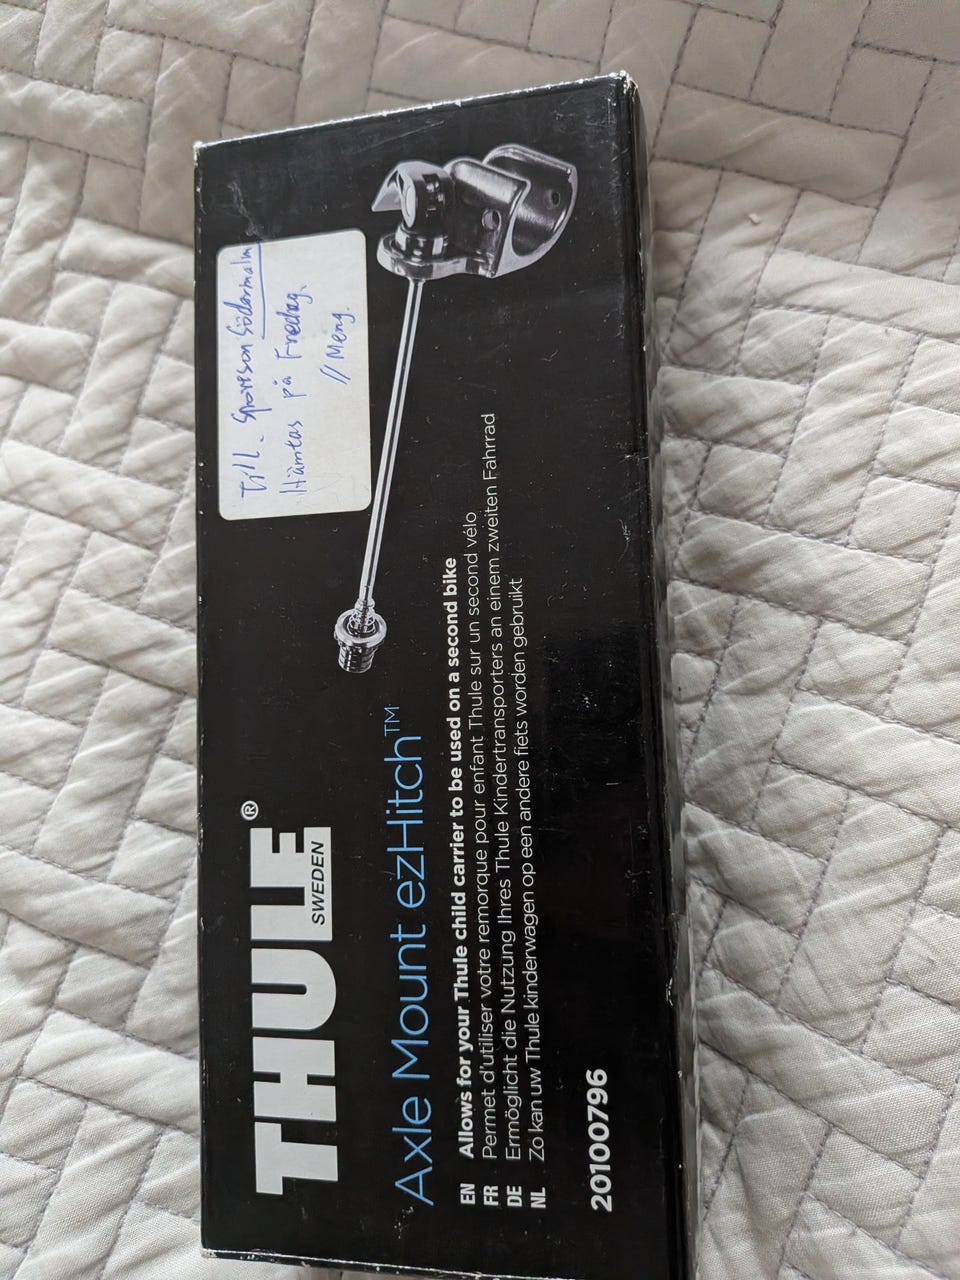 Till. Sportson Södermalm
Hämtas på Fredag.
// Meng.
THULE®
SWEDEN
Axle Mount ezHitch™
EN Allows for your Thule child carrier to be used on a second bike
FR Permet d'utiliser votre remorque pour enfant Thule sur un second vélo
DE Ermöglicht die Nutzung Ihres Thule Kindertransporters an einem zweiten Fahrrad
NL Zo kan uw Thule kinderwagen op een andere fiets worden gebruikt
20100796